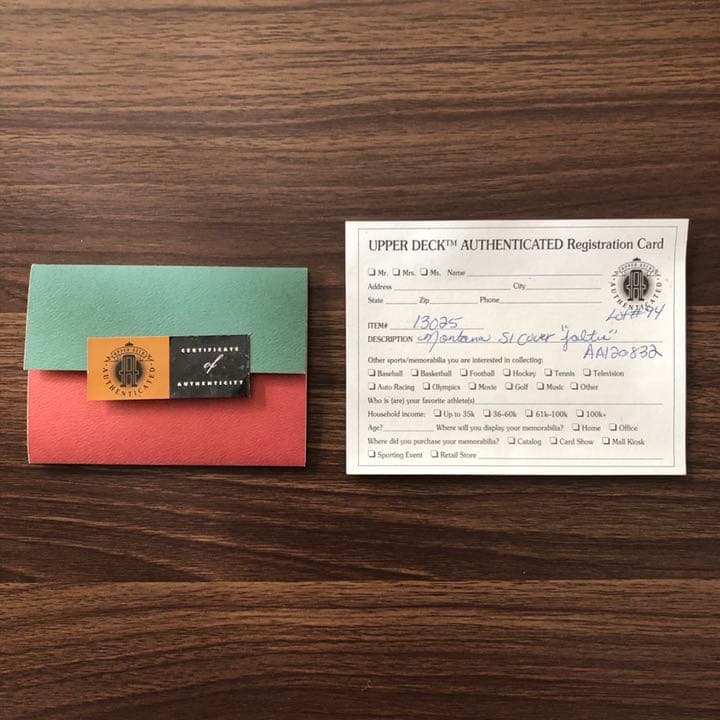 UPPER DECK
AUTHENTICATED
CERTIFICATE
of
AUTHENTICITY
UPPER DECK™ AUTHENTICATED Registration Card
Mr. Mrs. Ms. Name
Address City
State Zip Phone
UPPER DECK
AUTHENTICATED
Lot# 94
ITEM# 13025
DESCRIPTION Montana SI Cover
AA120832
Other sports/memorabilia you are interested in collecting:
Baseball Basketball Football Hockey Tennis Television
Auto Racing Olympics Movie Golf Music Other
Who is (are) your favorite athlete(s)
Household income: Up to 35k 36-60k 61k-100k 100k+
Age? Where will you display your memorabilia? Home Office
Where did you purchase your memorabilia? Catalog Card Show Mall Kiosk
Sporting Event Retail Store